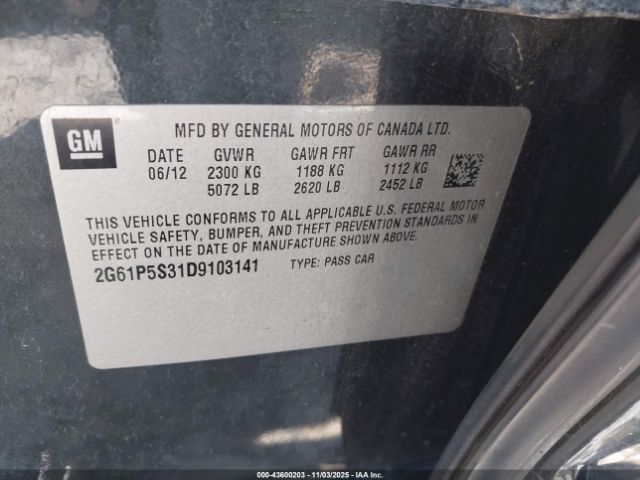 GM
MFD BY GENERAL MOTORS OF CANADA LTD.
DATE GVWR GAWR FRT GAWR RR
06/12 2300 KG 1188 KG 1112 KG
5072 LB 2620 LB 2452 LB
THIS VEHICLE CONFORMS TO ALL APPLICABLE U.S. FEDERAL MOTOR
VEHICLE SAFETY, BUMPER, AND THEFT PREVENTION STANDARDS IN
EFFECT ON THE DATE OF MANUFACTURE SHOWN ABOVE.
2G61P5S31D9103141 TYPE: PASS CAR
000-43600203 - 11/03/2025 - IAA Inc.